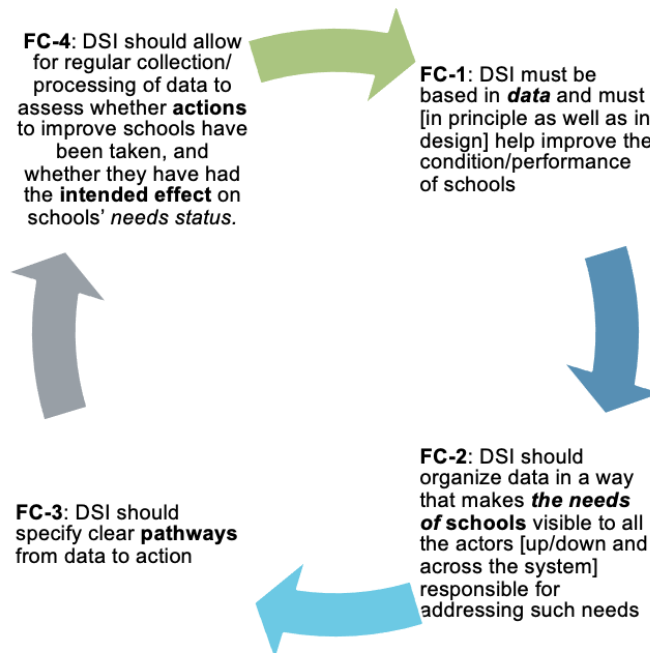 FC-4: DSI should allow
for regular collection/
processing of data to
assess whether actions
to improve schools have
been taken, and
whether they have had
the intended effect on
schools’ needs status.
FC-1: DSI must be
based in data and must
[in principle as well as in
design] help improve the
condition/performance
of schools
FC-2: DSI should
organize data in a way
that makes the needs
of schools visible to all
the actors [up/down and
across the system]
responsible for
addressing such needs
FC-3: DSI should
specify clear pathways
from data to action